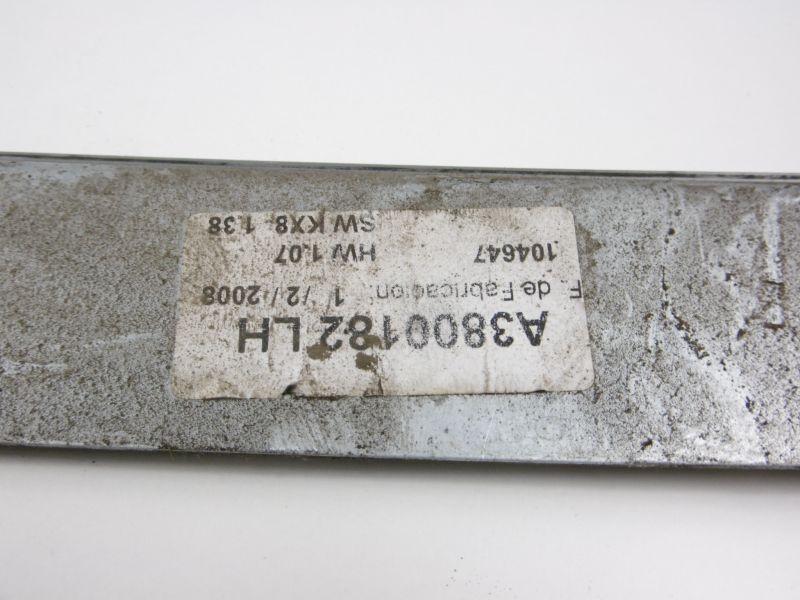 A3800182 LH
F. de Fabricacion: 1 /2/ 2008
104647 HW 1.07
SW KX8 1.38